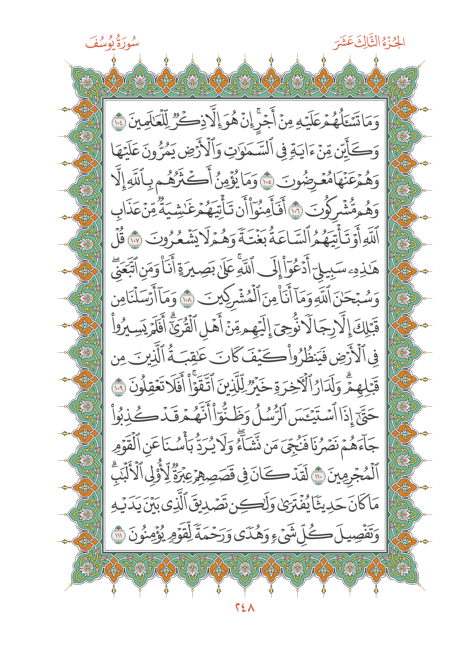 الجُزْءُ الثَّالِثَ عَشَرَ
سُورَةُ يُوسُفَ
وَمَا تَسْـَٔلُهُمْ عَلَيْهِ مِنْ أَجْرٍۚ إِنْ هُوَ إِلَّا ذِكْرٌ لِّلْعَٰلَمِينَ ١٠٤
وَكَأَيِّن مِّنْ ءَايَةٍ فِى ٱلسَّمَٰوَٰتِ وَٱلْأَرْضِ يَمُرُّونَ عَلَيْهَا
وَهُمْ عَنْهَا مُعْرِضُونَ ١٠٥ وَمَا يُؤْمِنُ أَكْثَرُهُم بِٱللَّهِ إِلَّا
وَهُم مُّشْرِكُونَ ١٠٦ أَفَأَمِنُوٓا۟ أَن تَأْتِيَهُمْ غَٰشِيَةٌ مِّنْ عَذَابِ
ٱللَّهِ أَوْ تَأْتِيَهُمُ ٱلسَّاعَةُ بَغْتَةً وَهُمْ لَا يَشْعُرُونَ ١٠٧ قُلْ
هَٰذِهِۦ سَبِيلِىٓ أَدْعُوٓا۟ إِلَى ٱللَّهِۚ عَلَىٰ بَصِيرَةٍ أَنَا۠ وَمَنِ ٱتَّبَعَنِىۖ
وَسُبْحَٰنَ ٱللَّهِ وَمَآ أَنَا۠ مِنَ ٱلْمُشْرِكِينَ ١٠٨ وَمَآ أَرْسَلْنَا مِن
قَبْلِكَ إِلَّا رِجَالًا نُّوحِىٓ إِلَيْهِم مِّنْ أَهْلِ ٱلْقُرَىٰٓۗ أَفَلَمْ يَسِيرُوا۟
فِى ٱلْأَرْضِ فَيَنظُرُوا۟ كَيْفَ كَانَ عَٰقِبَةُ ٱلَّذِينَ مِن
قَبْلِهِمْۗ وَلَدَارُ ٱلْـَٔاخِرَةِ خَيْرٌ لِّلَّذِينَ ٱتَّقَوْا۟ۗ أَفَلَا تَعْقِلُونَ ١٠٩
حَتَّىٰٓ إِذَا ٱسْتَيْـَٔسَ ٱلرُّسُلُ وَظَنُّوٓا۟ أَنَّهُمْ قَدْ كُذِبُوا۟
جَآءَهُمْ نَصْرُنَا فَنُجِّىَ مَن نَّشَآءُۖ وَلَا يُرَدُّ بَأْسُنَا عَنِ ٱلْقَوْمِ
ٱلْمُجْرِمِينَ ١١٠ لَقَدْ كَانَ فِى قَصَصِهِمْ عِبْرَةٌ لِّأُو۟لِى ٱلْأَلْبَٰبِۗ
مَا كَانَ حَدِيثًا يُفْتَرَىٰ وَلَٰكِن تَصْدِيقَ ٱلَّذِى بَيْنَ يَدَيْهِ
وَتَفْصِيلَ كُلِّ شَىْءٍ وَهُدًى وَرَحْمَةً لِّقَوْمٍ يُؤْمِنُونَ ١١١
٢٤٨